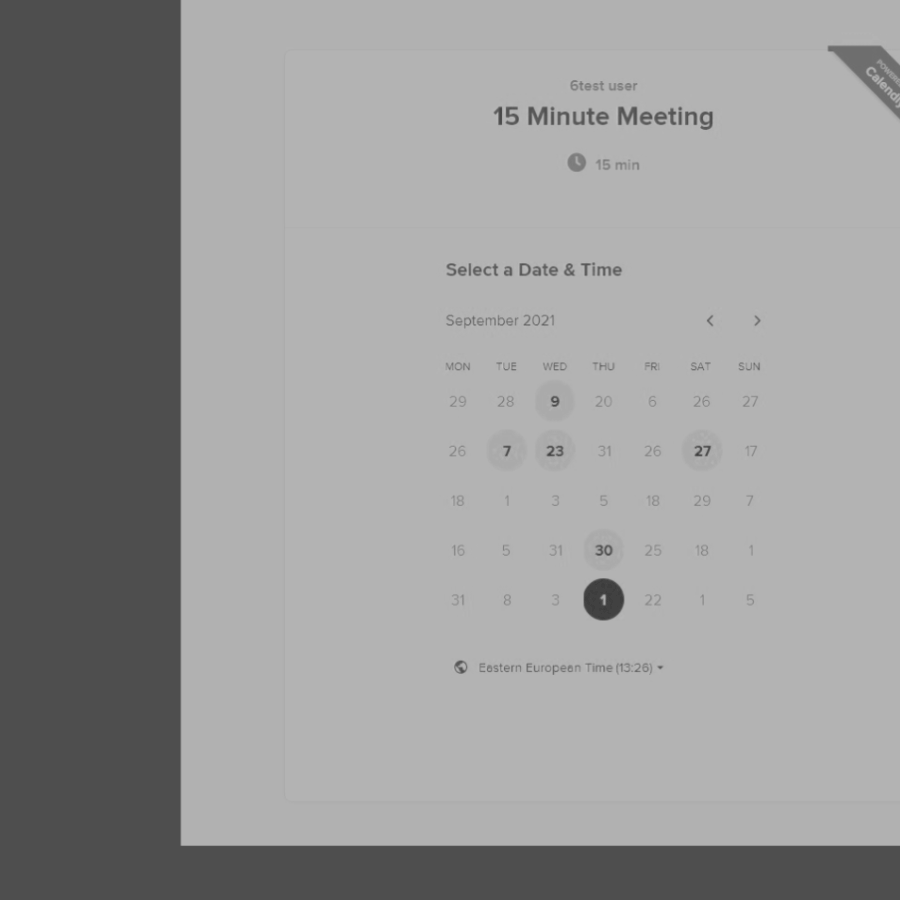 POWERED
Calendly
6test user
15 Minute Meeting
15 min
Select a Date & Time
September 2021
MON TUE WED THU FRI SAT SUN
29 28 9 20 6 26 27
26 7 23 31 26 27 17
18 1 3 5 18 29 7
16 5 31 30 25 18 1
31 8 3 1 22 1 5
Eastern European Time (13:26)